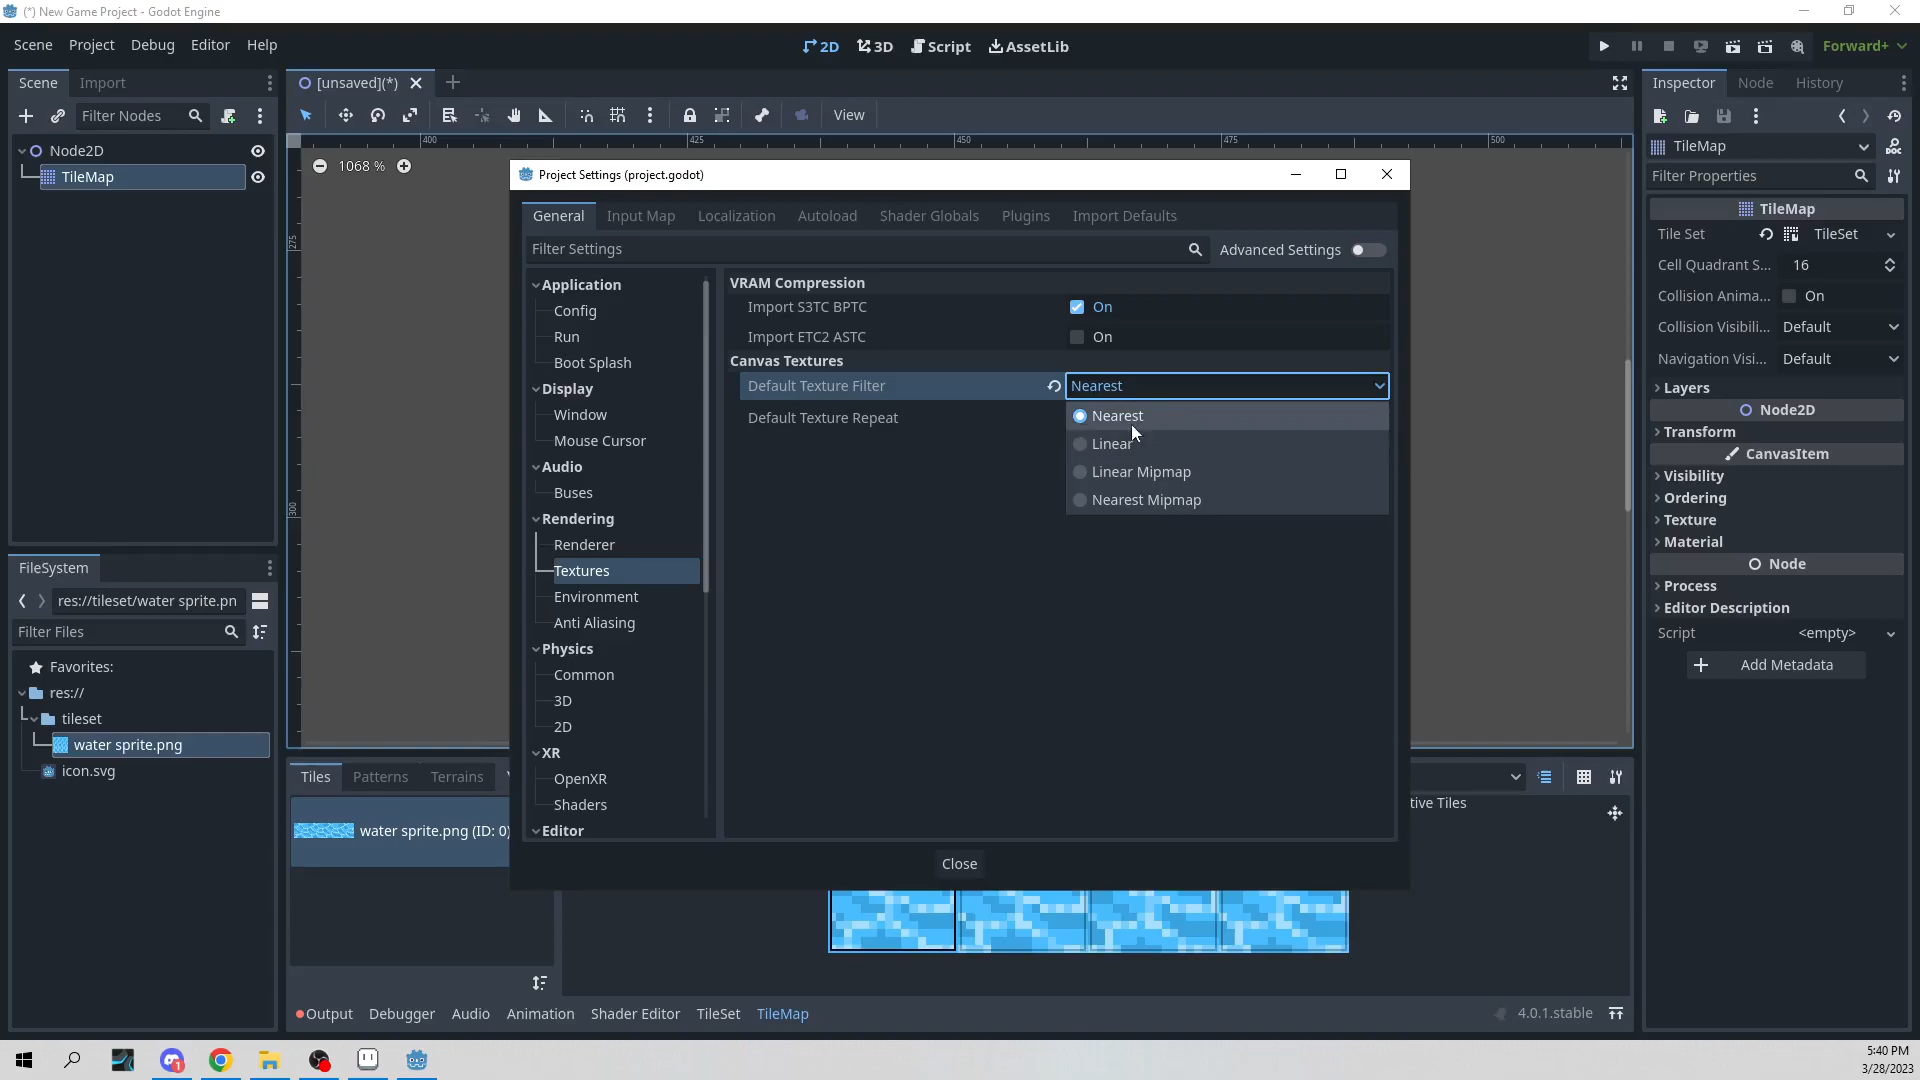 (*) New Game Project - Godot Engine
Scene Project Debug Editor Help
2D 3D Script AssetLib
Forward+
Scene Import
[unsaved](*)
Inspector Node History
Filter Nodes
View
Node2D
TileMap
400 425 450 475 500
1068 %
275
300
TileMap
Filter Properties
TileMap
Tile Set TileSet
Cell Quadrant S... 16
Collision Anima... On
Collision Visibili... Default
Navigation Visi... Default
Layers
Node2D
Transform
CanvasItem
Visibility
Ordering
Texture
Material
Node
Process
Editor Description
Script <empty>
Add Metadata
Project Settings (project.godot)
General Input Map Localization Autoload Shader Globals Plugins Import Defaults
Filter Settings
Advanced Settings
Application
Config
Run
Boot Splash
Display
Window
Mouse Cursor
Audio
Buses
Rendering
Renderer
Textures
Environment
Anti Aliasing
Physics
Common
3D
2D
XR
OpenXR
Shaders
Editor
VRAM Compression
Import S3TC BPTC On
Import ETC2 ASTC On
Canvas Textures
Default Texture Filter Nearest
Default Texture Repeat
Nearest
Linear
Linear Mipmap
Nearest Mipmap
Close
FileSystem
res://tileset/water sprite.pn
Filter Files
Favorites:
res://
tileset
water sprite.png
icon.svg
Tiles Patterns Terrains
water sprite.png (ID: 0)
tive Tiles
Output Debugger Audio Animation Shader Editor TileSet TileMap
4.0.1.stable
1
5:40 PM
3/28/2023